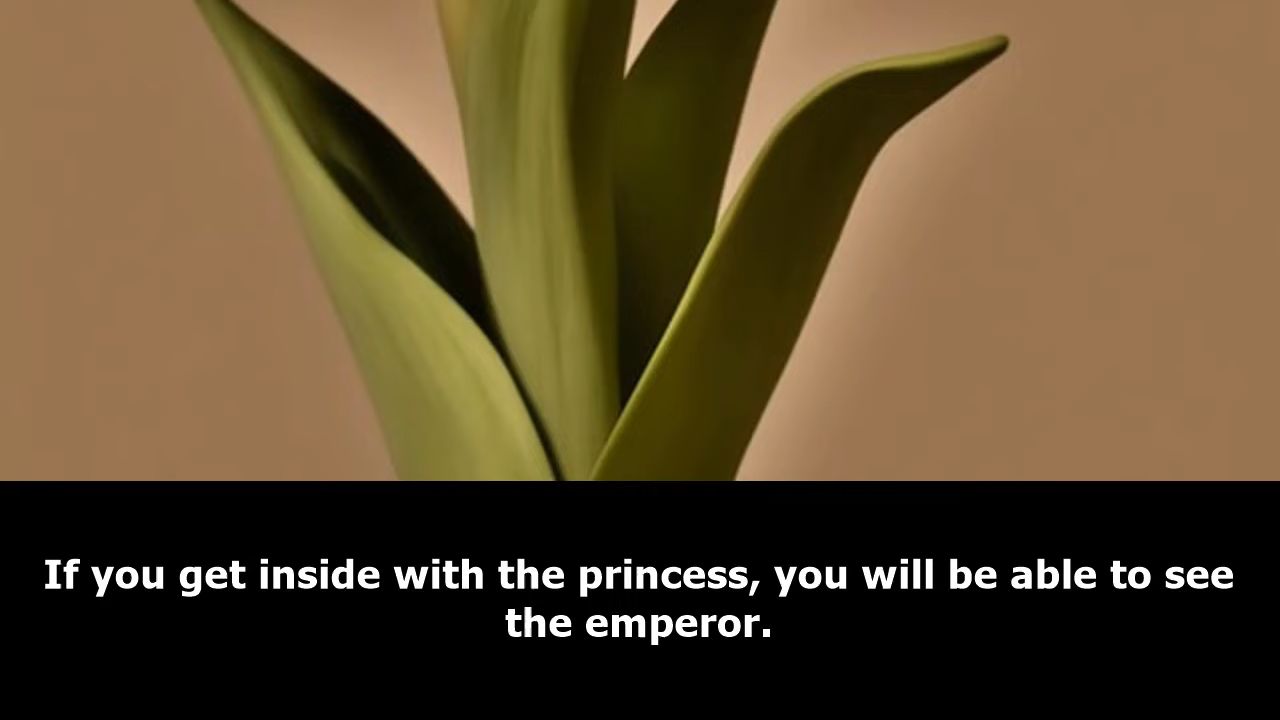 If you get inside with the princess, you will be able to see
the emperor.